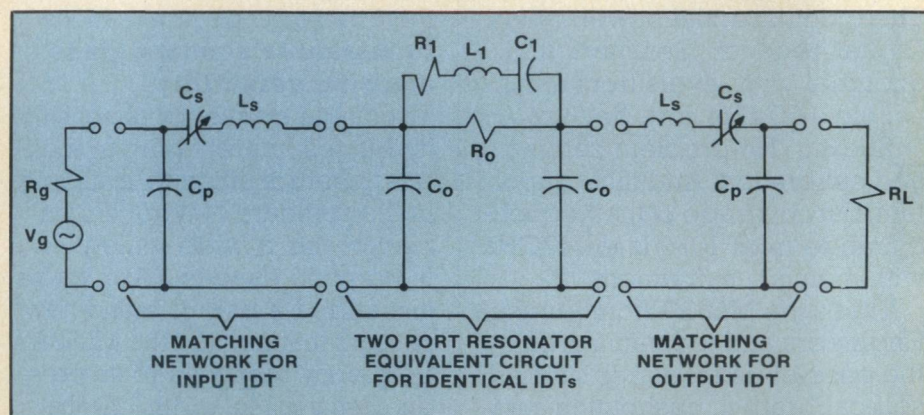 R1 L1 C1
Cs Ls Ro Ls Cs
Rg Cp Co Co Cp RL
Vg
MATCHING NETWORK FOR INPUT IDT
TWO PORT RESONATOR EQUIVALENT CIRCUIT FOR IDENTICAL IDTs
MATCHING NETWORK FOR OUTPUT IDT